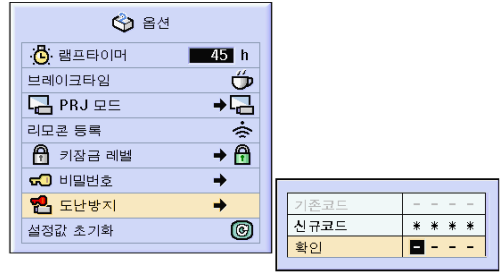 옵션
램프타이머 45 h
브레이크타임
PRJ 모드
리모콘 등록
키잠금 레벨
비밀번호
도난방지
설정값 초기화
기존코드 - - - -
신규코드 * * * *
확인 - - - -